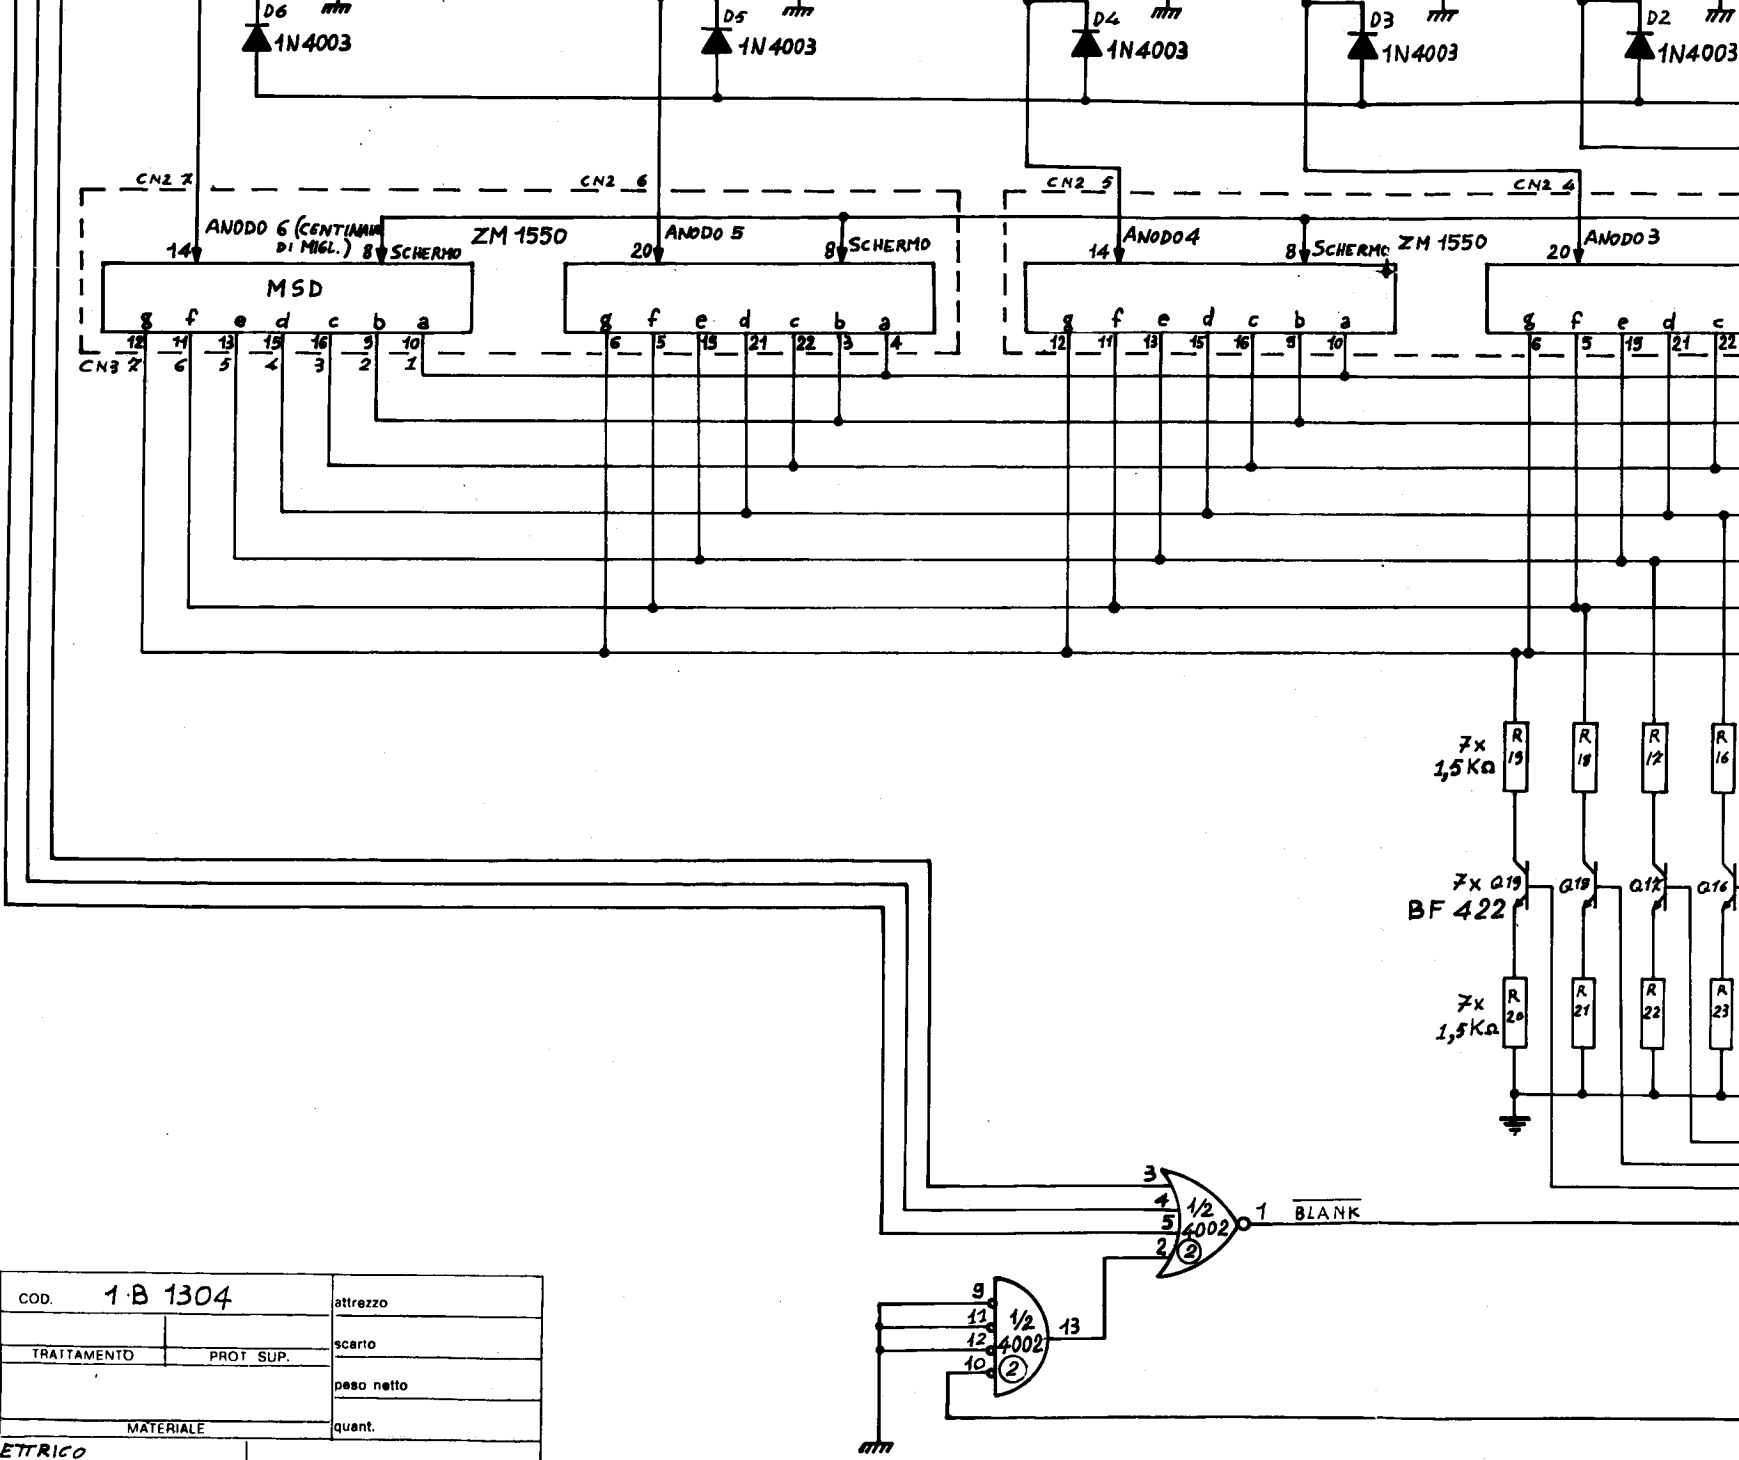 D6 D5 D4 D3 D2
1N4003 1N4003 1N4003 1N4003 1N4003
CN2 7 CN2 6 CN2 5 CN2 4
ANODO 6 (CENTINAIA DI MIGL.) ZM 1550 ANODO 5 ANODO 4 ZM 1550 ANODO 3
14 8 SCHERMO 20 8 SCHERMO 14 8 SCHERMO 20
MSD
g f e d c b a g f e d c b a g f e d c b a g f e d c
12 11 13 15 16 9 10 6 5 19 21 22 3 4 12 11 13 15 16 9 10 6 5 19 21 22
CN3 7 6 5 4 3 2 1
7x 1,5KΩ R 19 R 18 R 17 R 16
7x Q19 Q18 Q17 Q16
BF 422
7x 1,5KΩ R 20 R 21 R 22 R 23
3
4 1/2
5 4002 1 BLANK
2 2
9
11 1/2 13
12 4002
10 2
COD. 1·B 1304 attrezzo
scarto
TRATTAMENTO PROT SUP.
peso netto
MATERIALE quant.
ETTRICO